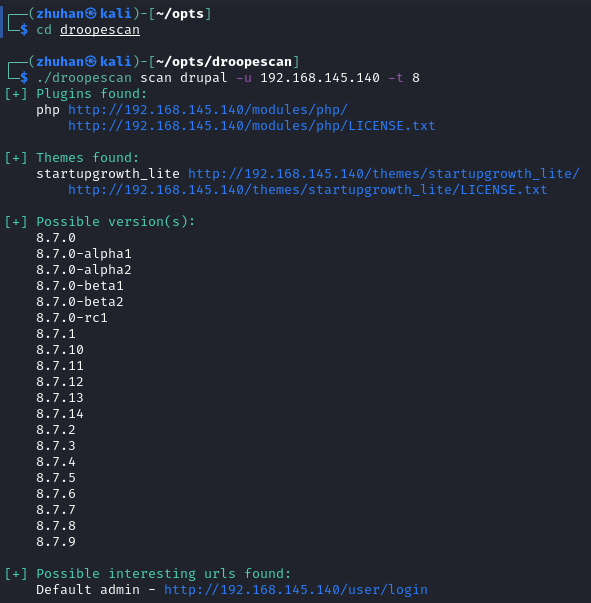 ┌──(zhuhan㉿kali)-[~/opts]
└─$ cd droopescan
┌──(zhuhan㉿kali)-[~/opts/droopescan]
└─$ ./droopescan scan drupal -u 192.168.145.140 -t 8
[+] Plugins found:
php http://192.168.145.140/modules/php/
http://192.168.145.140/modules/php/LICENSE.txt
[+] Themes found:
startupgrowth_lite http://192.168.145.140/themes/startupgrowth_lite/
http://192.168.145.140/themes/startupgrowth_lite/LICENSE.txt
[+] Possible version(s):
8.7.0
8.7.0-alpha1
8.7.0-alpha2
8.7.0-beta1
8.7.0-beta2
8.7.0-rc1
8.7.1
8.7.10
8.7.11
8.7.12
8.7.13
8.7.14
8.7.2
8.7.3
8.7.4
8.7.5
8.7.6
8.7.7
8.7.8
8.7.9
[+] Possible interesting urls found:
Default admin - http://192.168.145.140/user/login